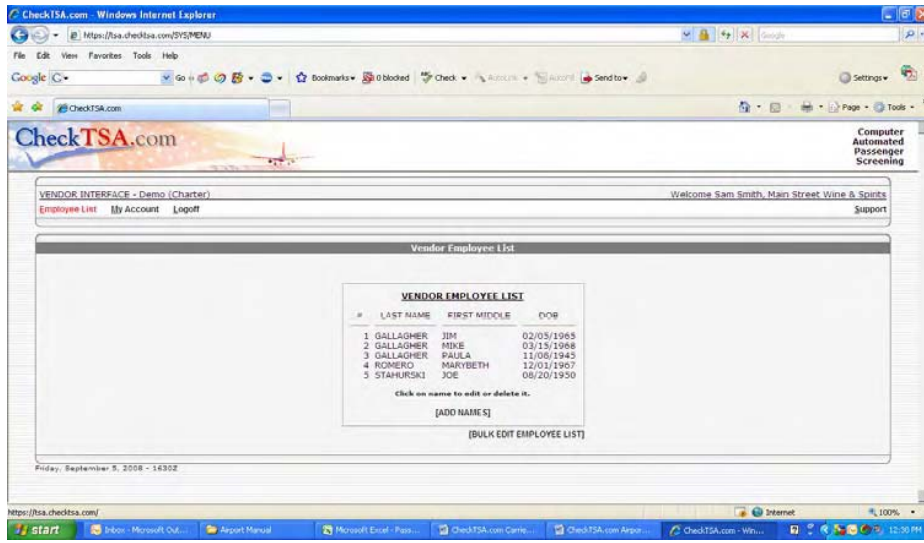 CheckTSA.com - Windows Internet Explorer
https://tsa.checktsa.com/SYS/MENU
Google
File Edit View Favorites Tools Help
Google G Go Bookmarks 0 blocked Check AutoLink AutoFill Send to Settings
CheckTSA.com Page Tools
CheckTSA.com
Computer
Automated
Passenger
Screening
VENDOR INTERFACE - Demo (Charter) Welcome Sam Smith, Main Street Wine & Spirits
Employee List My Account Logoff Support
Vendor Employee List
VENDOR EMPLOYEE LIST
# LAST NAME FIRST MIDDLE DOB
1 GALLAGHER JIM 02/05/1965
2 GALLAGHER MIKE 03/15/1968
3 GALLAGHER PAULA 11/08/1945
4 ROMERO MARYBETH 12/01/1967
5 STAHURSKI JOE 08/20/1950
Click on name to edit or delete it.
[ADD NAMES]
[BULK EDIT EMPLOYEE LIST]
Friday, September 5, 2008 - 1630Z
https://tsa.checktsa.com/ Internet 100%
start Inbox - Microsoft Out... Airport Manual Microsoft Excel - Pass... CheckTSA.com Carrie... CheckTSA.com Airpor... CheckTSA.com - Win... 12:30 PM